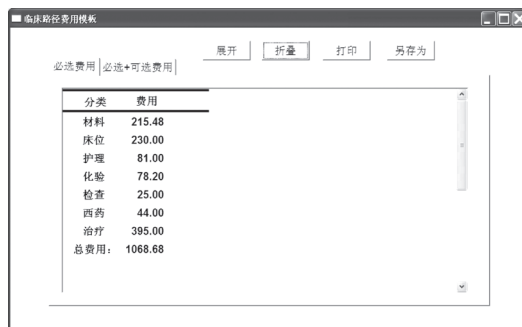 临床路径费用模板
展开 折叠 打印 另存为
必选费用 必选+可选费用
分类 费用
材料 215.48
床位 230.00
护理 81.00
化验 78.20
检查 25.00
西药 44.00
治疗 395.00
总费用: 1068.68